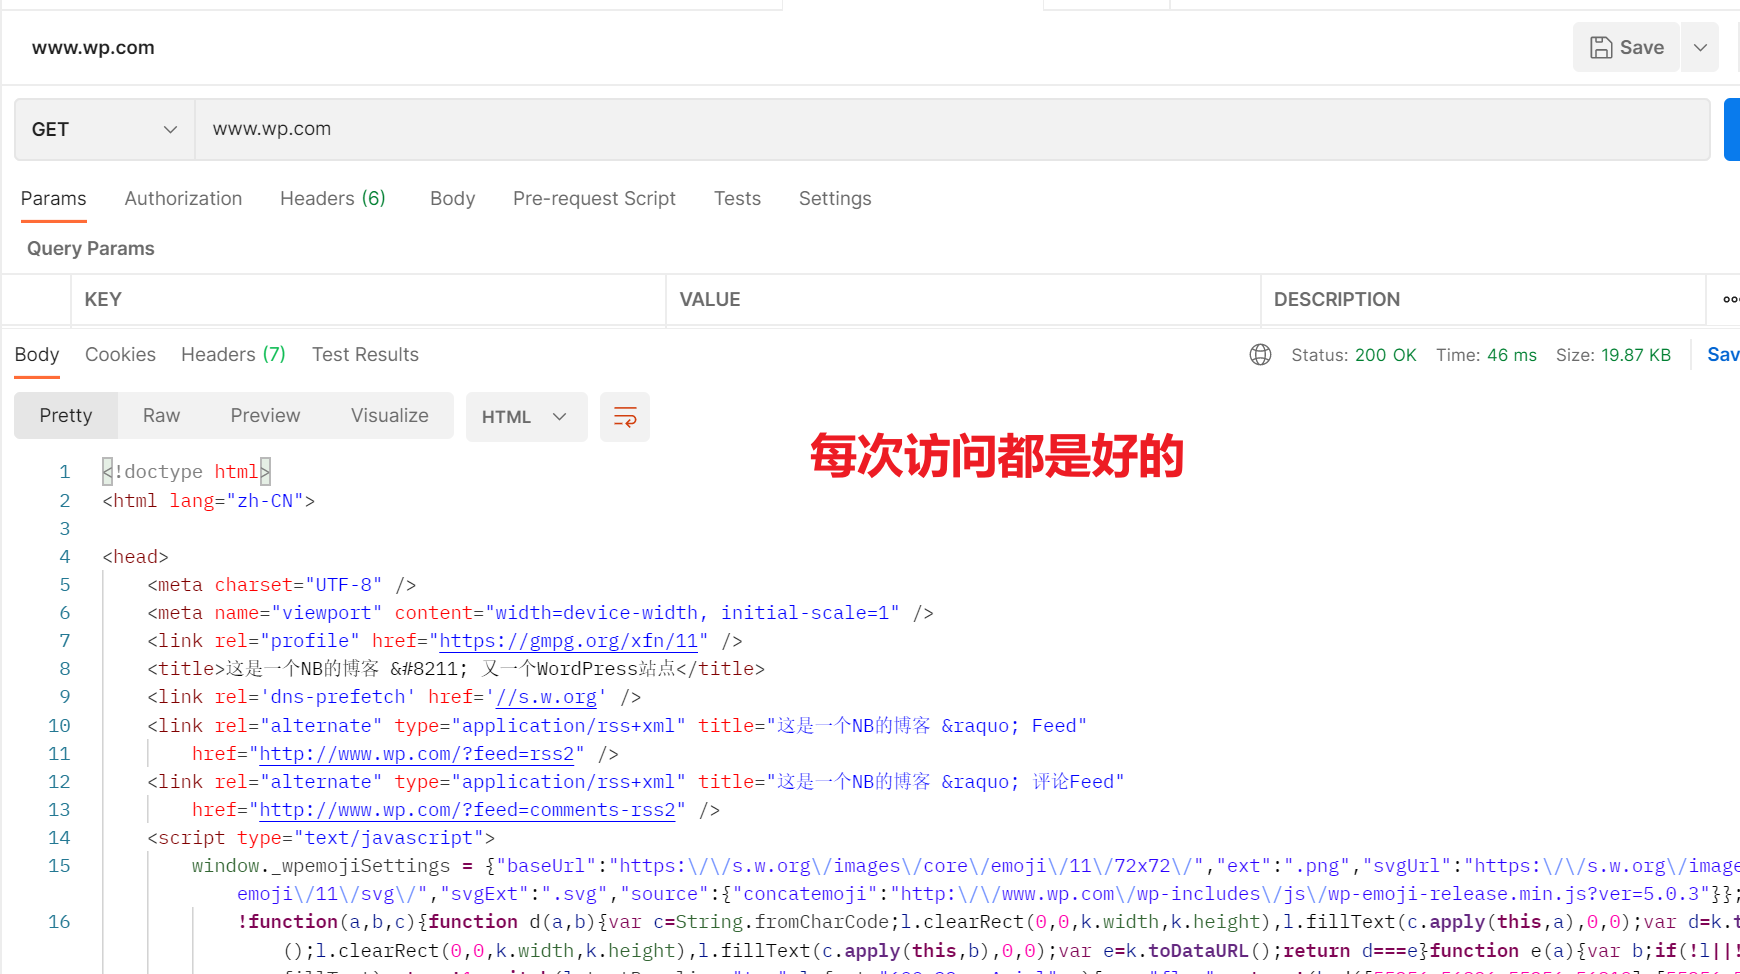 www.wp.com
Save
GET
www.wp.com
Params Authorization Headers (6) Body Pre-request Script Tests Settings
Query Params
KEY VALUE DESCRIPTION
Body Cookies Headers (7) Test Results Status: 200 OK Time: 46 ms Size: 19.87 KB Sav
Pretty Raw Preview Visualize HTML
每次访问都是好的
1 <!doctype html>
2 <html lang="zh-CN">
3
4 <head>
5 <meta charset="UTF-8" />
6 <meta name="viewport" content="width=device-width, initial-scale=1" />
7 <link rel="profile" href="https://gmpg.org/xfn/11" />
8 <title>这是一个NB的博客 &#8211; 又一个WordPress站点</title>
9 <link rel='dns-prefetch' href='//s.w.org' />
10 <link rel="alternate" type="application/rss+xml" title="这是一个NB的博客 &raquo; Feed"
11 href="http://www.wp.com/?feed=rss2" />
12 <link rel="alternate" type="application/rss+xml" title="这是一个NB的博客 &raquo; 评论Feed"
13 href="http://www.wp.com/?feed=comments-rss2" />
14 <script type="text/javascript">
15 window._wpemojiSettings = {"baseUrl":"https:\/\/s.w.org\/images\/core\/emoji\/11\/72x72\/","ext":".png","svgUrl":"https:\/\/s.w.org\/image
emoji\/11\/svg\/","svgExt":".svg","source":{"concatemoji":"http:\/\/www.wp.com\/wp-includes\/js\/wp-emoji-release.min.js?ver=5.0.3"}};
16 !function(a,b,c){function d(a,b){var c=String.fromCharCode;l.clearRect(0,0,k.width,k.height),l.fillText(c.apply(this,a),0,0);var d=k.t
();l.clearRect(0,0,k.width,k.height),l.fillText(c.apply(this,b),0,0);var e=k.toDataURL();return d===e}function e(a){var b;if(!l||!